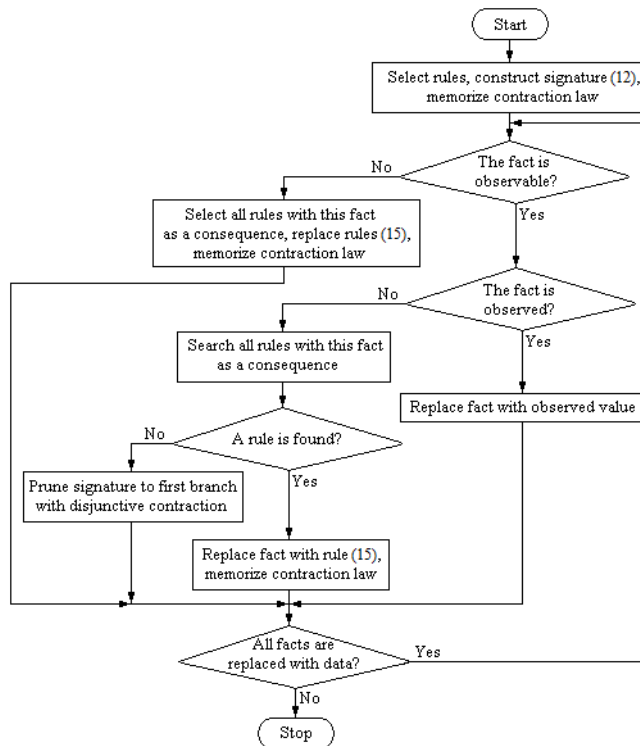 Start
Select rules, construct signature (12),
memorize contraction law
No
The fact is
observable?
Yes
Select all rules with this fact
as a consequence, replace rules (15),
memorize contraction law
No
The fact is
observed?
Yes
Search all rules with this fact
as a consequence
Replace fact with observed value
No
A rule is found?
Yes
Prune signature to first branch
with disjunctive contraction
Replace fact with rule (15),
memorize contraction law
All facts are
replaced with data?
Yes
No
Stop